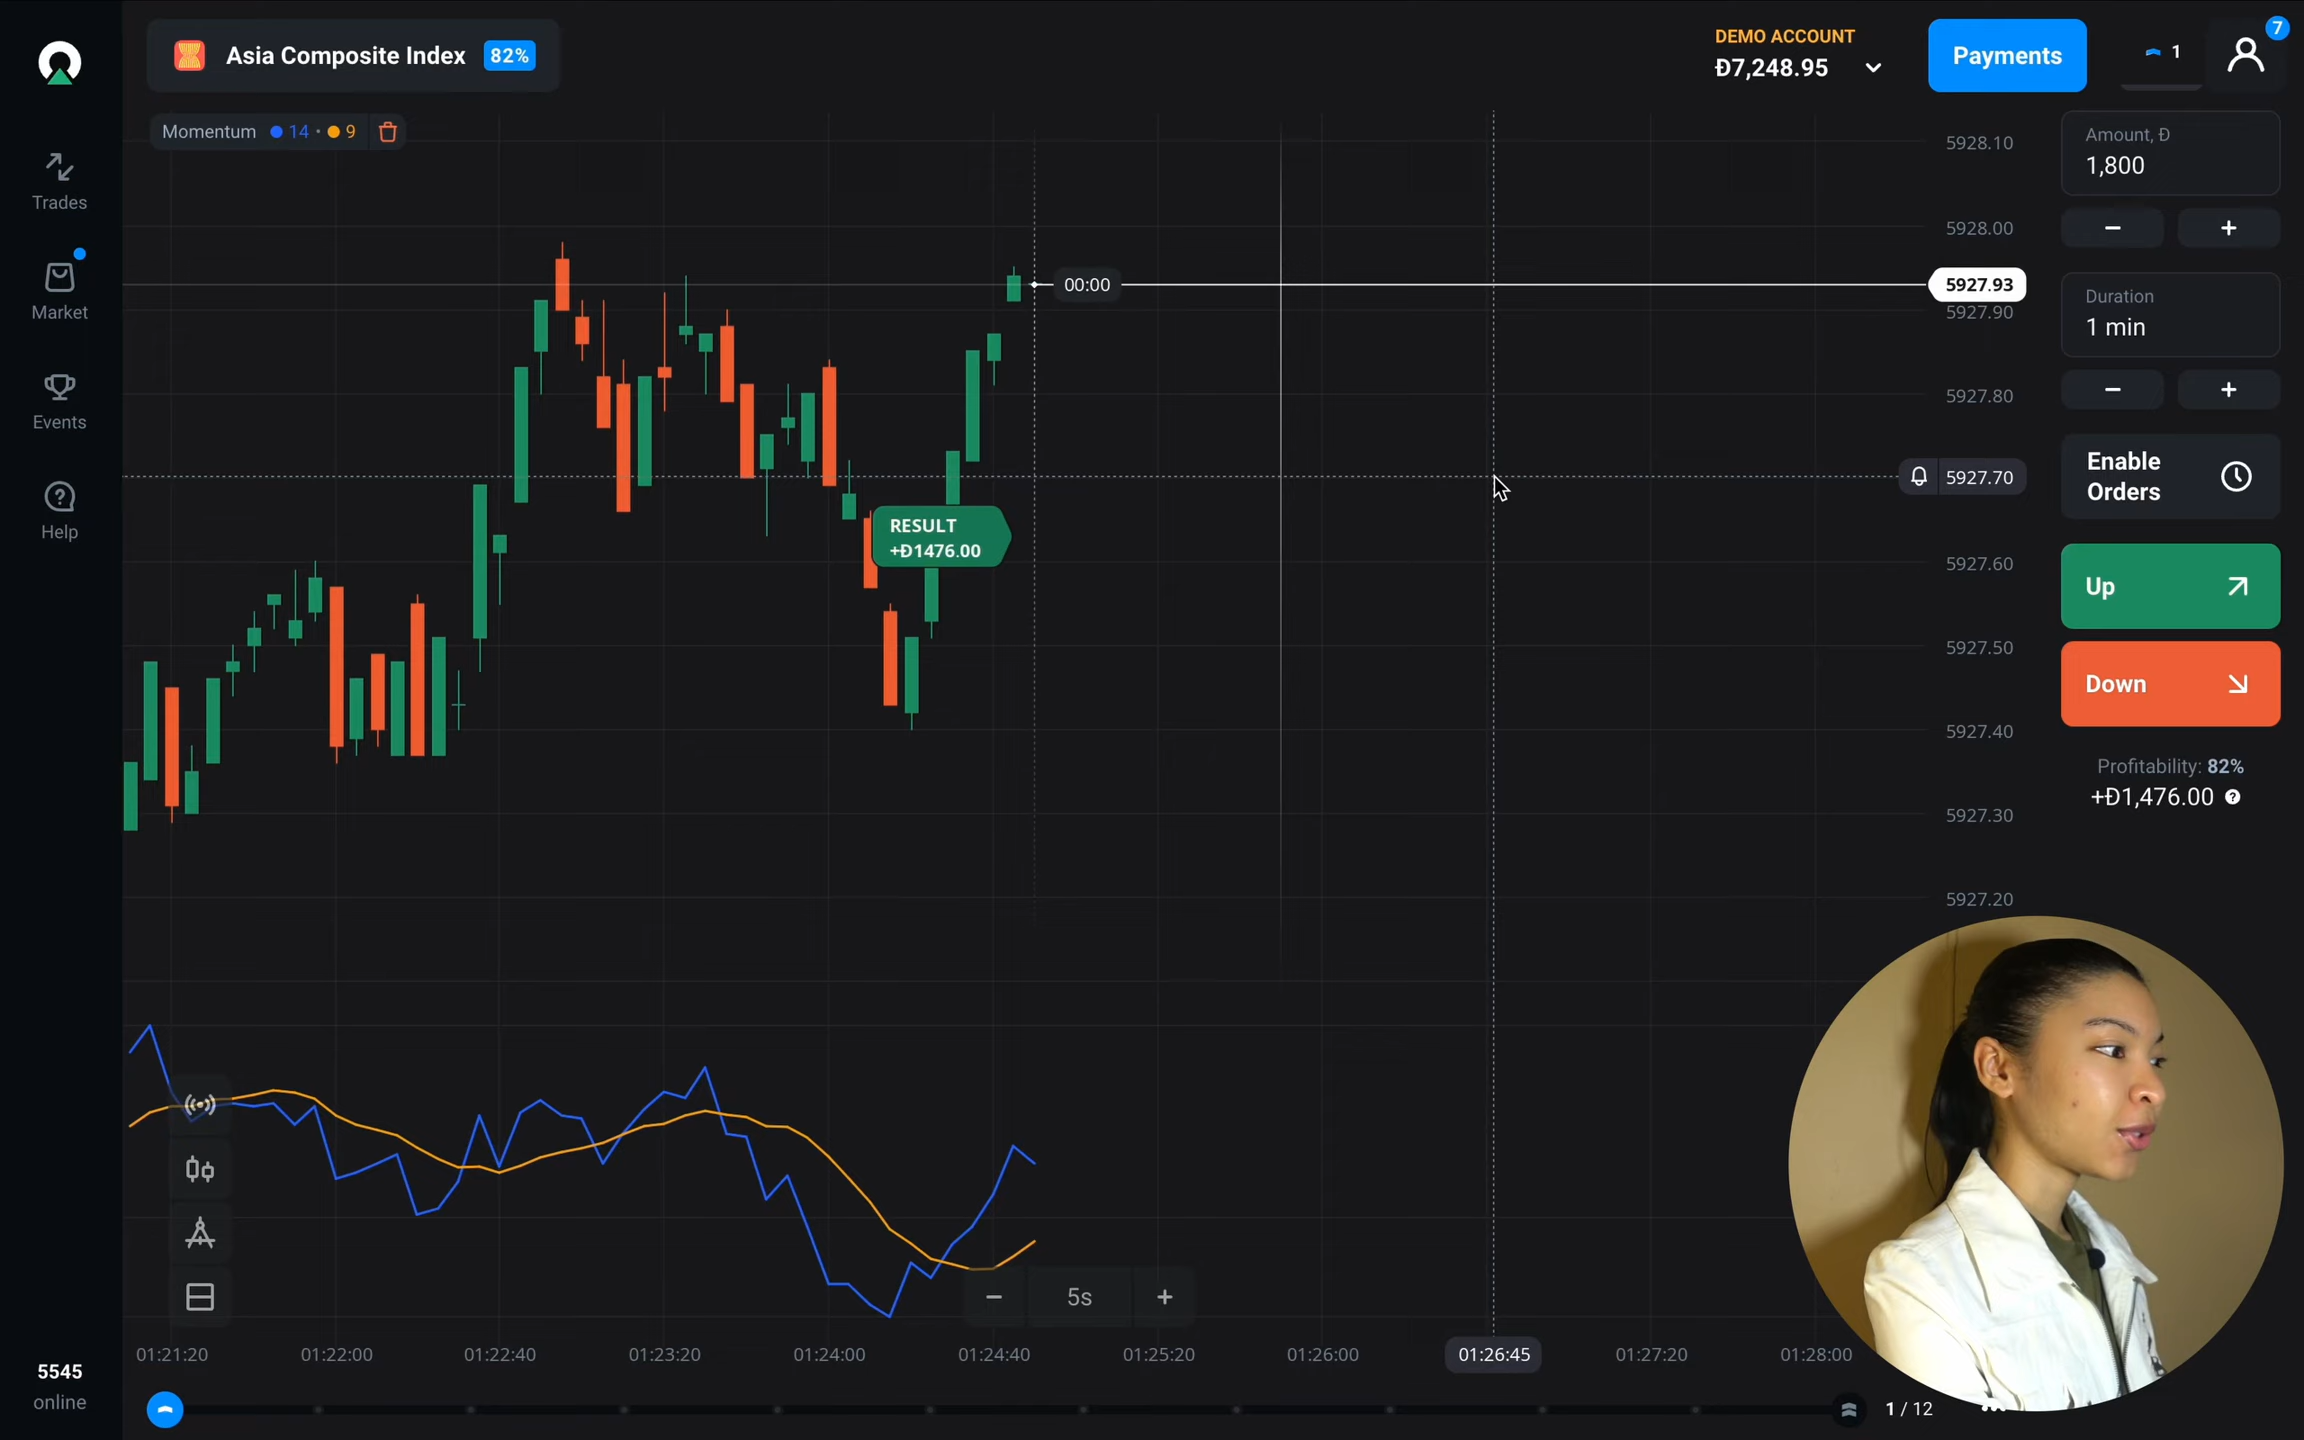 Asia Composite Index 82%
DEMO ACCOUNT
Đ7,248.95
Payments
1
7
Trades
Market
Events
Help
5545
online
Momentum 14 • 9
00:00
RESULT
+Đ1476.00
5928.10
5928.00
5927.93
5927.90
5927.80
5927.70
5927.60
5927.50
5927.40
5927.30
5927.20
Amount, Đ
1,800
− +
Duration
1 min
− +
Enable
Orders
Up
Down
Profitability: 82%
+Đ1,476.00 ?
− 5s +
01:21:20 01:22:00 01:22:40 01:23:20 01:24:00 01:24:40 01:25:20 01:26:00 01:26:45 01:27:20 01:28:00
1 / 12